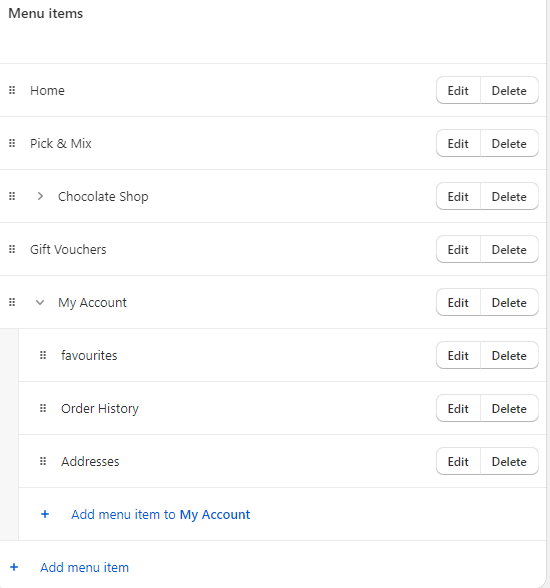 Menu items
Home Edit Delete
Pick & Mix Edit Delete
Chocolate Shop Edit Delete
Gift Vouchers Edit Delete
My Account Edit Delete
favourites Edit Delete
Order History Edit Delete
Addresses Edit Delete
+ Add menu item to My Account
+ Add menu item